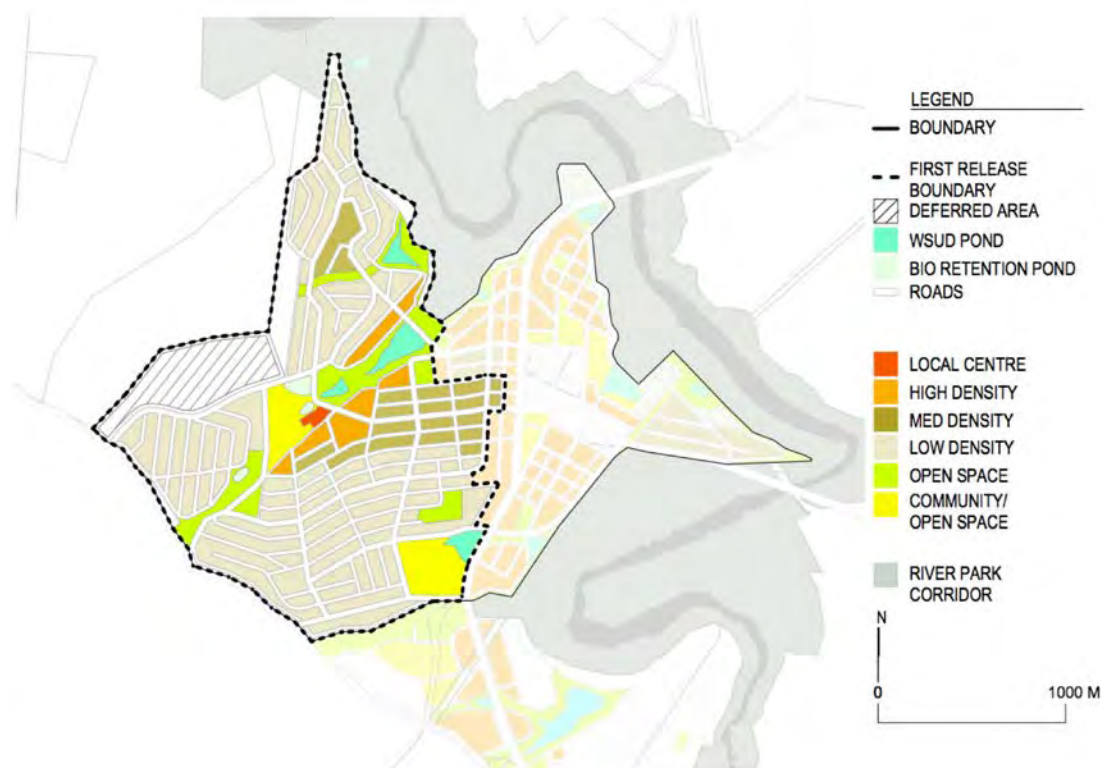 LEGEND
BOUNDARY
FIRST RELEASE
BOUNDARY
DEFERRED AREA
WSUD POND
BIO RETENTION POND
ROADS
LOCAL CENTRE
HIGH DENSITY
MED DENSITY
LOW DENSITY
OPEN SPACE
COMMUNITY/
OPEN SPACE
RIVER PARK
CORRIDOR
N
0 1000 M